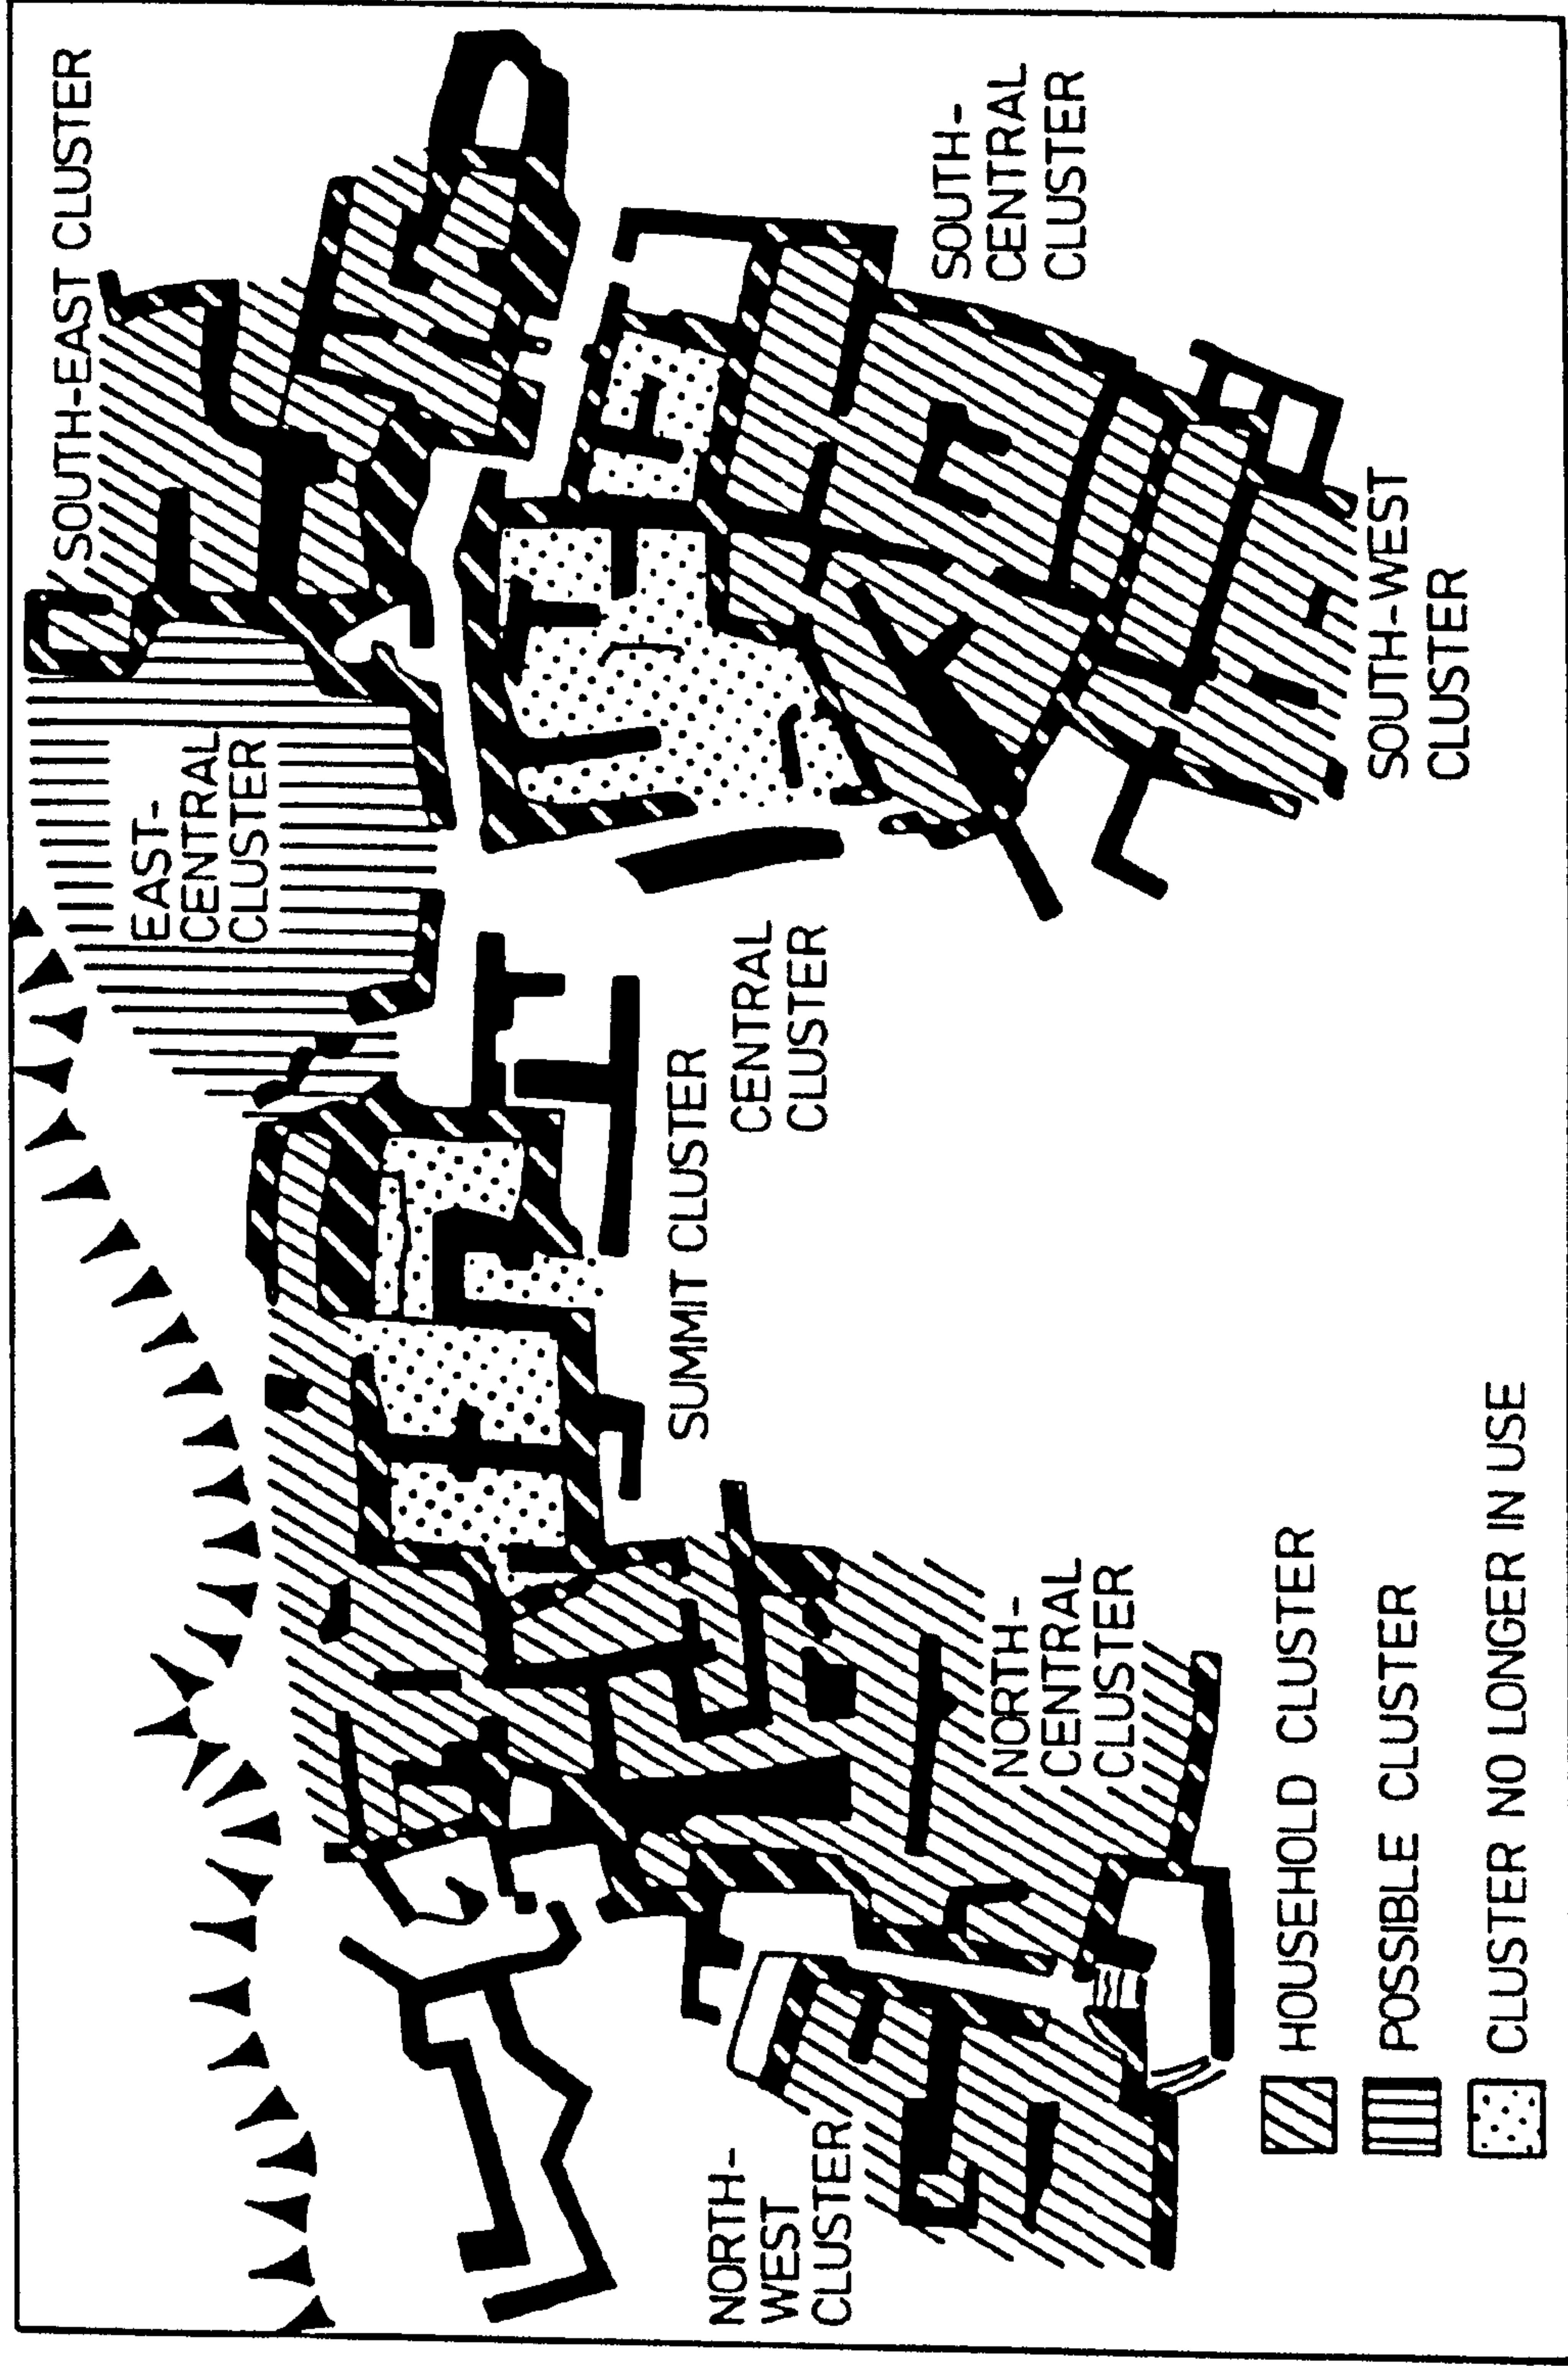 SOUTH-EAST CLUSTER
EAST-
CENTRAL
CLUSTER
SOUTH-
CENTRAL
CLUSTER
SOUTH-WEST
CLUSTER
CENTRAL
CLUSTER
SUMMIT CLUSTER
NORTH-
CENTRAL
CLUSTER
NORTH-
WEST
CLUSTER
HOUSEHOLD CLUSTER
POSSIBLE CLUSTER
CLUSTER NO LONGER IN USE